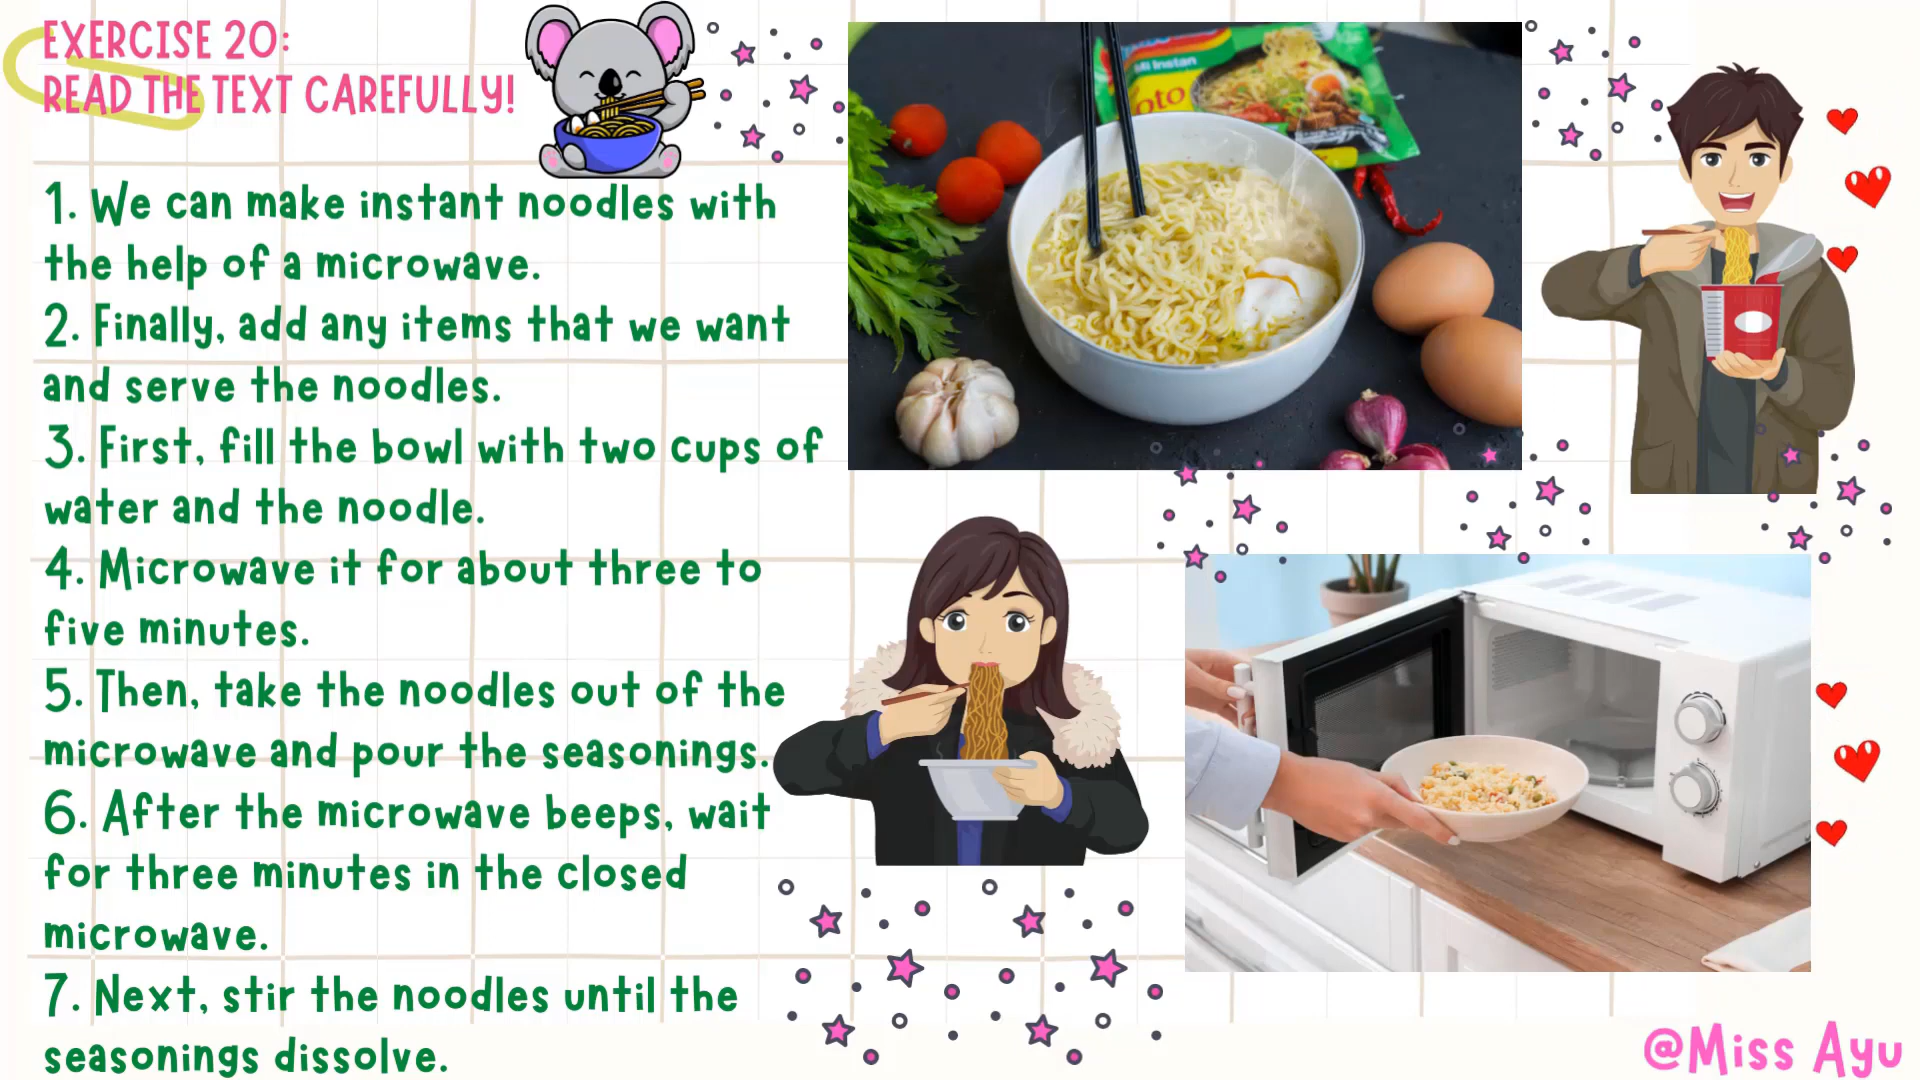 EXERCISE 20:
READ THE TEXT CAREFULLY!
1. We can make instant noodles with
the help of a microwave.
2. Finally, add any items that we want
and serve the noodles.
3. First, fill the bowl with two cups of
water and the noodle.
4. Microwave it for about three to
five minutes.
5. Then, take the noodles out of the
microwave and pour the seasonings.
6. After the microwave beeps, wait
for three minutes in the closed
microwave.
7. Next, stir the noodles until the
seasonings dissolve.
Mi Instan
@Miss Ayu